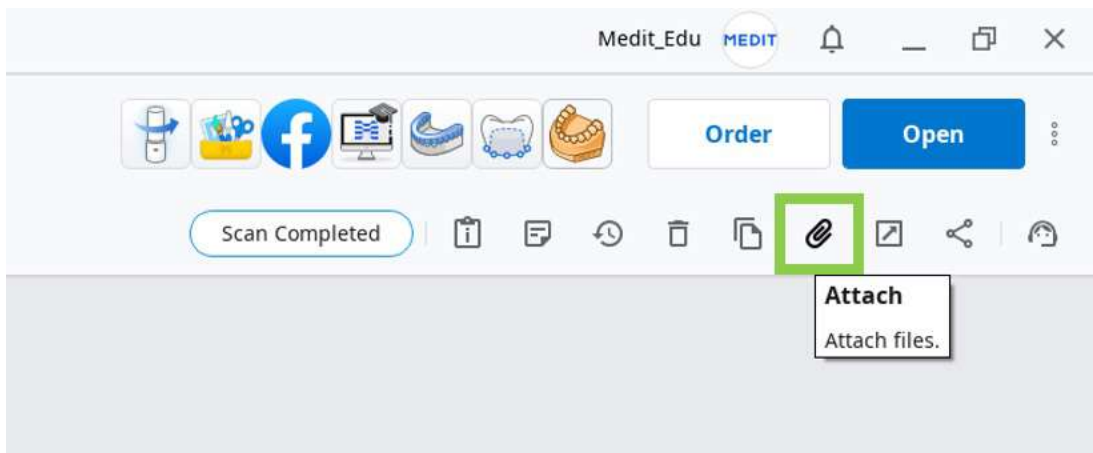 Medit_Edu MEDIT
Order Open
Scan Completed
Attach
Attach files.